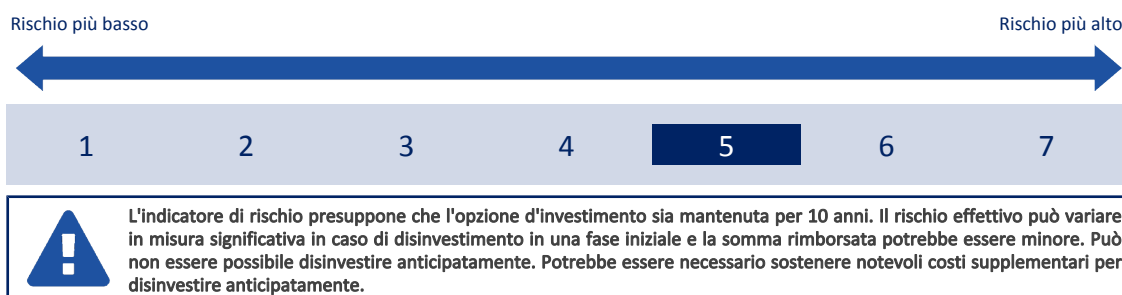 Rischio più basso
Rischio più alto
1 2 3 4 5 6 7
L'indicatore di rischio presuppone che l'opzione d'investimento sia mantenuta per 10 anni. Il rischio effettivo può variare
in misura significativa in caso di disinvestimento in una fase iniziale e la somma rimborsata potrebbe essere minore. Può
non essere possibile disinvestire anticipatamente. Potrebbe essere necessario sostenere notevoli costi supplementari per
disinvestire anticipatamente.